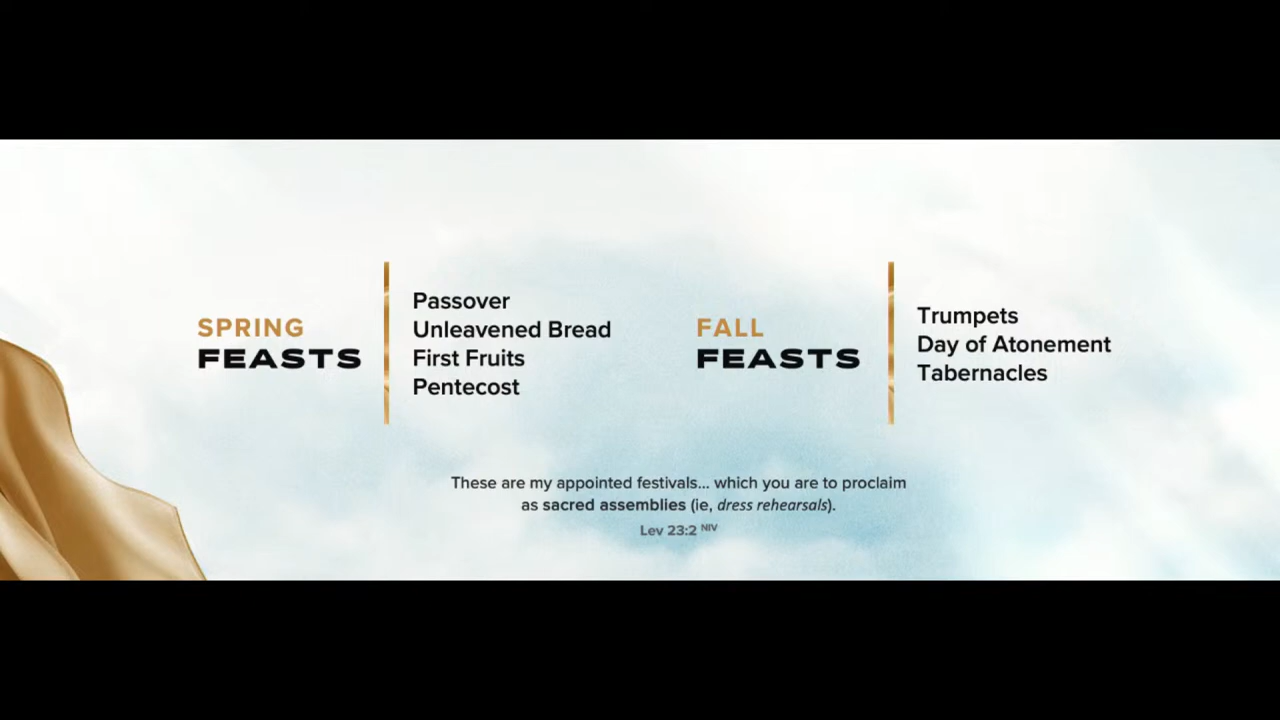 SPRING
FEASTS
Passover
Unleavened Bread
First Fruits
Pentecost
FALL
FEASTS
Trumpets
Day of Atonement
Tabernacles
These are my appointed festivals... which you are to proclaim
as sacred assemblies (ie, dress rehearsals).
Lev 23:2 NIV